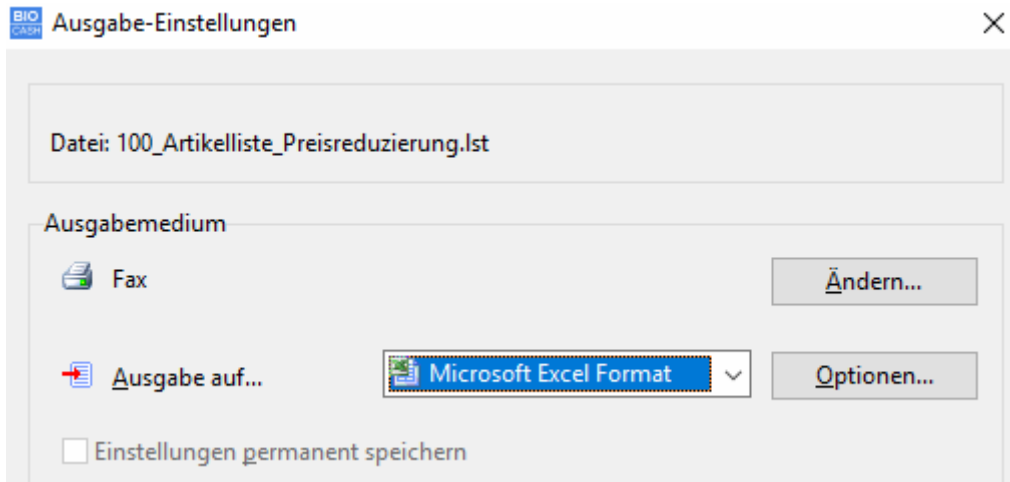 BIO
CASH
Ausgabe-Einstellungen
Datei: 100_Artikelliste_Preisreduzierung.lst
Ausgabemedium
Fax
Ändern...
Ausgabe auf...
Microsoft Excel Format
Optionen...
Einstellungen permanent speichern